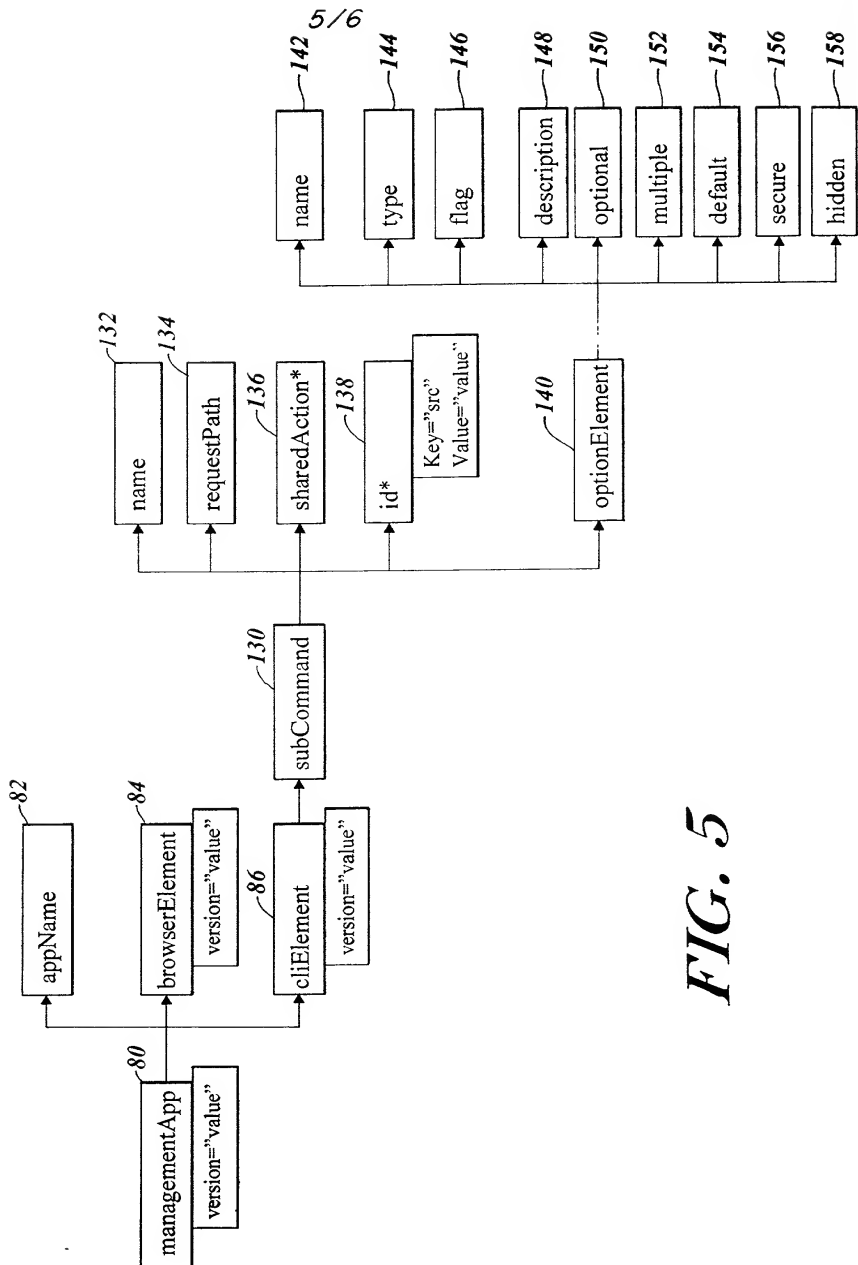 5/6
managementApp
80
version="value"
appName
82
browserElement
84
version="value"
cliElement
86
version="value"
subCommand
130
name
132
requestPath
134
sharedAction*
136
id*
138
Key="src"
Value="value"
optionElement
140
name
142
type
144
flag
146
description
148
optional
150
multiple
152
default
154
secure
156
hidden
158
FIG. 5